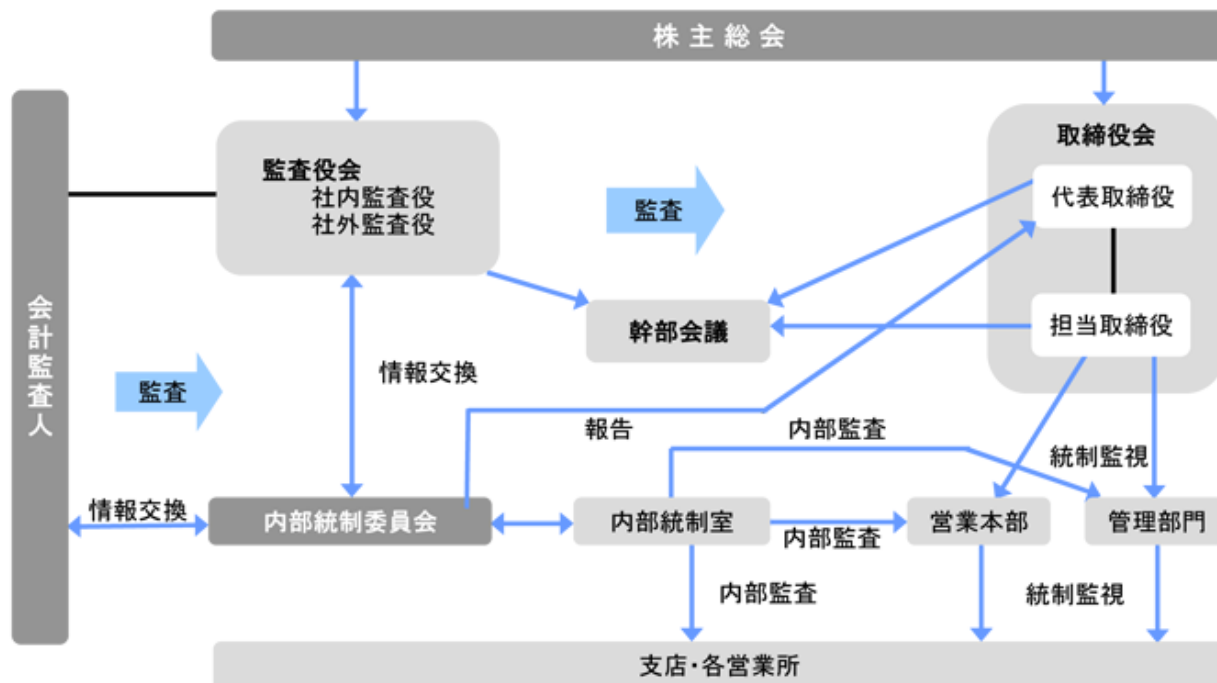 株主総会
監査役会
社内監査役
社外監査役
監査
取締役会
代表取締役
担当取締役
幹部会議
会計監査人
監査
情報交換
報告
内部監査
統制監視
情報交換
内部統制委員会
内部統制室
内部監査
営業本部
管理部門
内部監査
統制監視
支店・各営業所